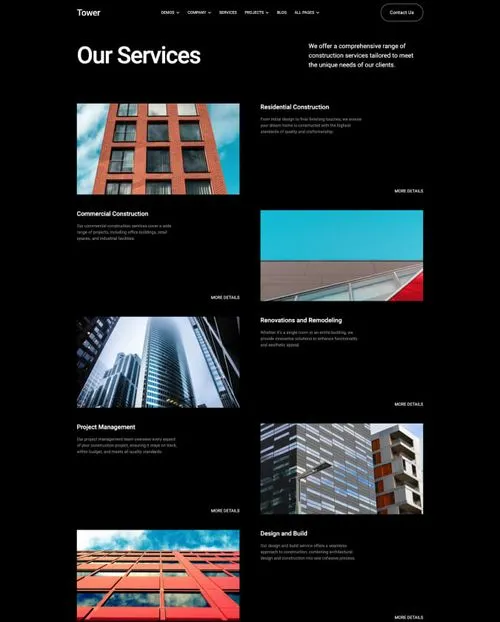 Tower
DEMOS COMPANY SERVICES PROJECTS BLOG ALL PAGES
Contact Us
Our Services
We offer a comprehensive range of
construction services tailored to meet
the unique needs of our clients.
Residential Construction
From initial design to final finishing touches, we ensure
your dream home is constructed with the highest
standards of quality and craftsmanship.
MORE DETAILS
Commercial Construction
Our commercial construction services cover a wide
range of projects, including office buildings, retail
spaces, and industrial facilities.
MORE DETAILS
Renovations and Remodeling
Whether it's a single room or an entire building, we
provide innovative solutions to enhance functionality
and aesthetic appeal.
MORE DETAILS
Project Management
Our project management team oversees every aspect
of your construction project, ensuring it stays on track,
within budget, and meets all quality standards.
MORE DETAILS
Design and Build
Our design and build service offers a seamless
approach to construction, combining architectural
design and construction into one cohesive process.
MORE DETAILS